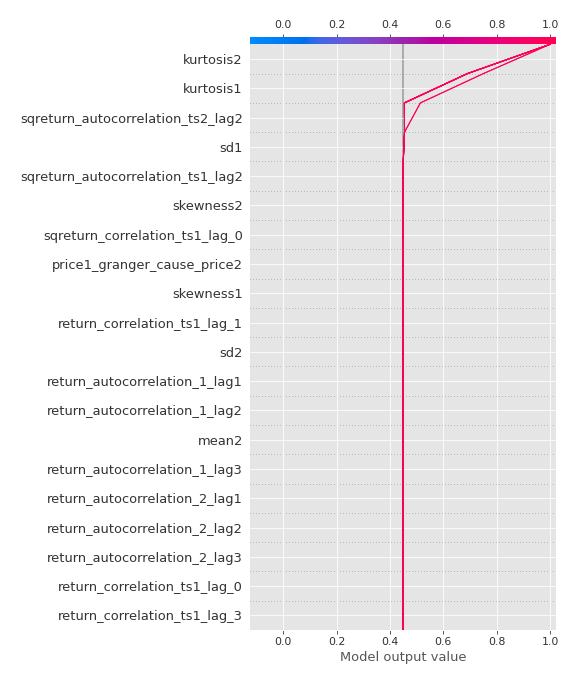 0.0 0.2 0.4 0.6 0.8 1.0
kurtosis2
kurtosis1
sqreturn_autocorrelation_ts2_lag2
sd1
sqreturn_autocorrelation_ts1_lag2
skewness2
sqreturn_correlation_ts1_lag_0
price1_granger_cause_price2
skewness1
return_correlation_ts1_lag_1
sd2
return_autocorrelation_1_lag1
return_autocorrelation_1_lag2
mean2
return_autocorrelation_1_lag3
return_autocorrelation_2_lag1
return_autocorrelation_2_lag2
return_autocorrelation_2_lag3
return_correlation_ts1_lag_0
return_correlation_ts1_lag_3
0.0 0.2 0.4 0.6 0.8 1.0
Model output value